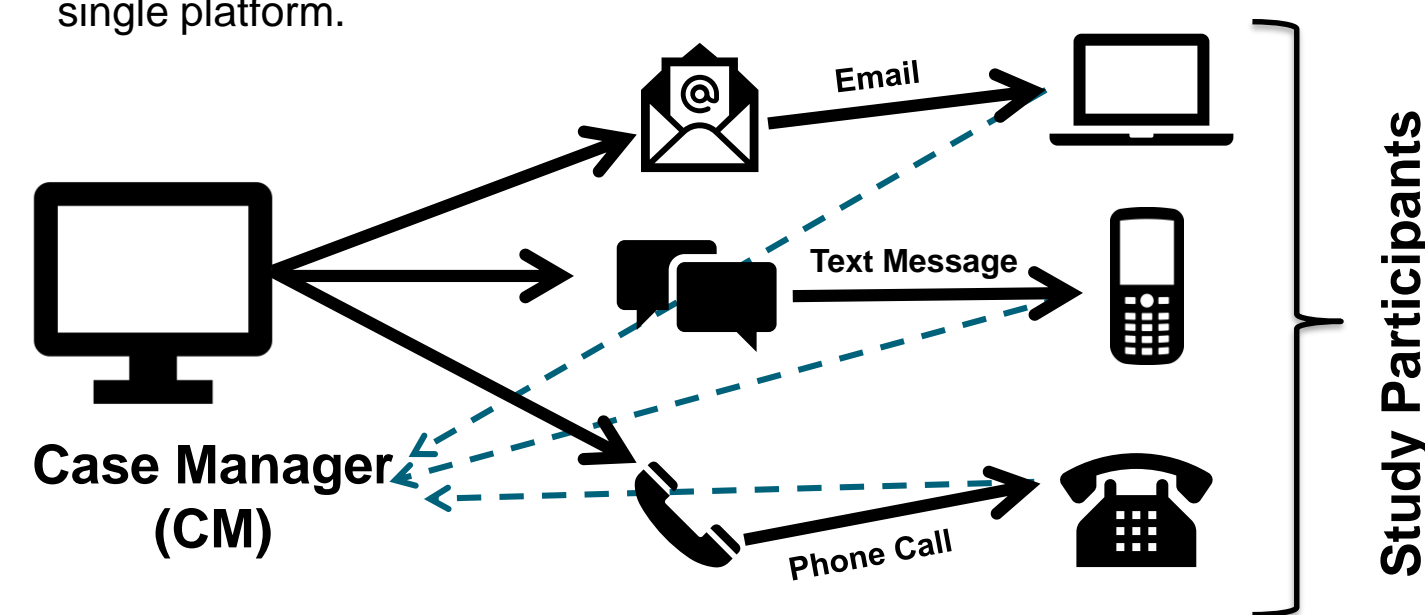 single platform.
Email
@
Text Message
Case Manager
(CM)
Phone Call
Study Participants